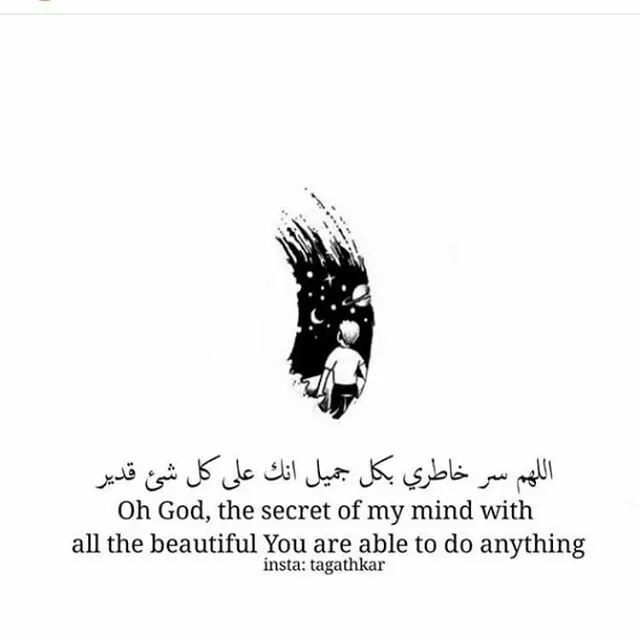 اللهم سر خاطري بكل جميل انك على كل شئ قدير
Oh God, the secret of my mind with
all the beautiful You are able to do anything
insta: tagathkar